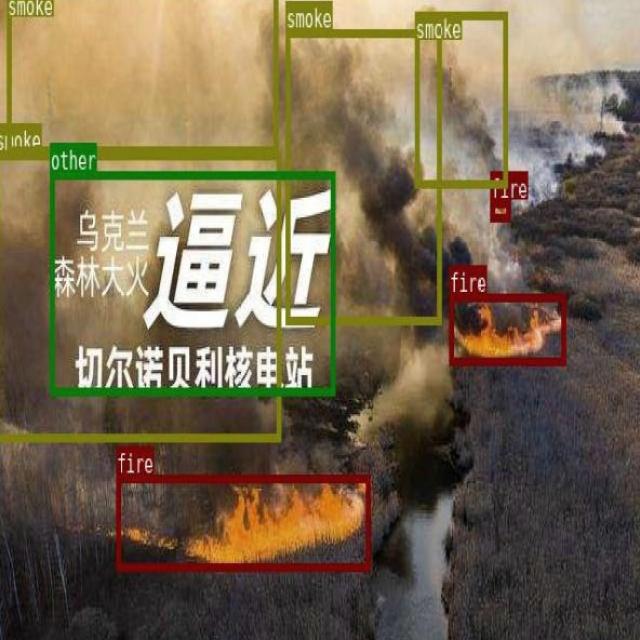 smoke
smoke
smoke
smoke
other
fire
乌克兰
森林大火
逼近
fire
切尔诺贝利核电站
fire